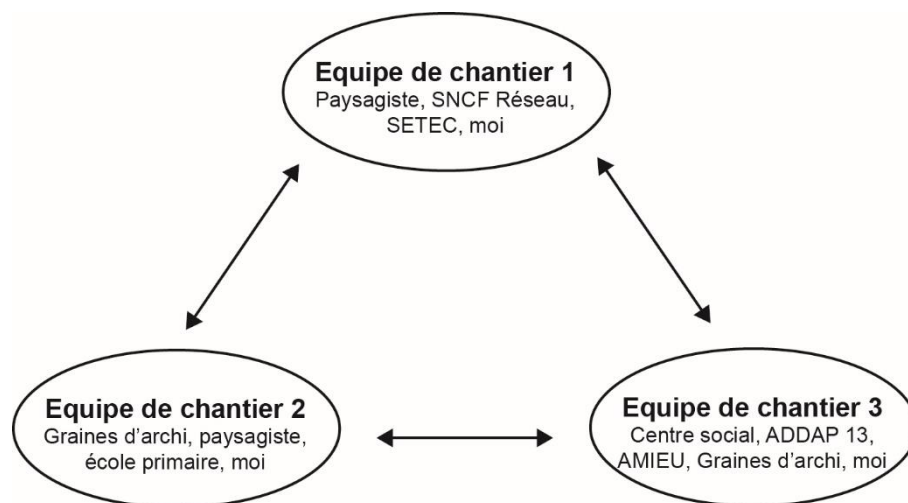 Equipe de chantier 1
Paysagiste, SNCF Réseau,
SETEC, moi
Equipe de chantier 2
Graines d'archi, paysagiste,
école primaire, moi
Equipe de chantier 3
Centre social, ADDAP 13,
AMIEU, Graines d'archi, moi